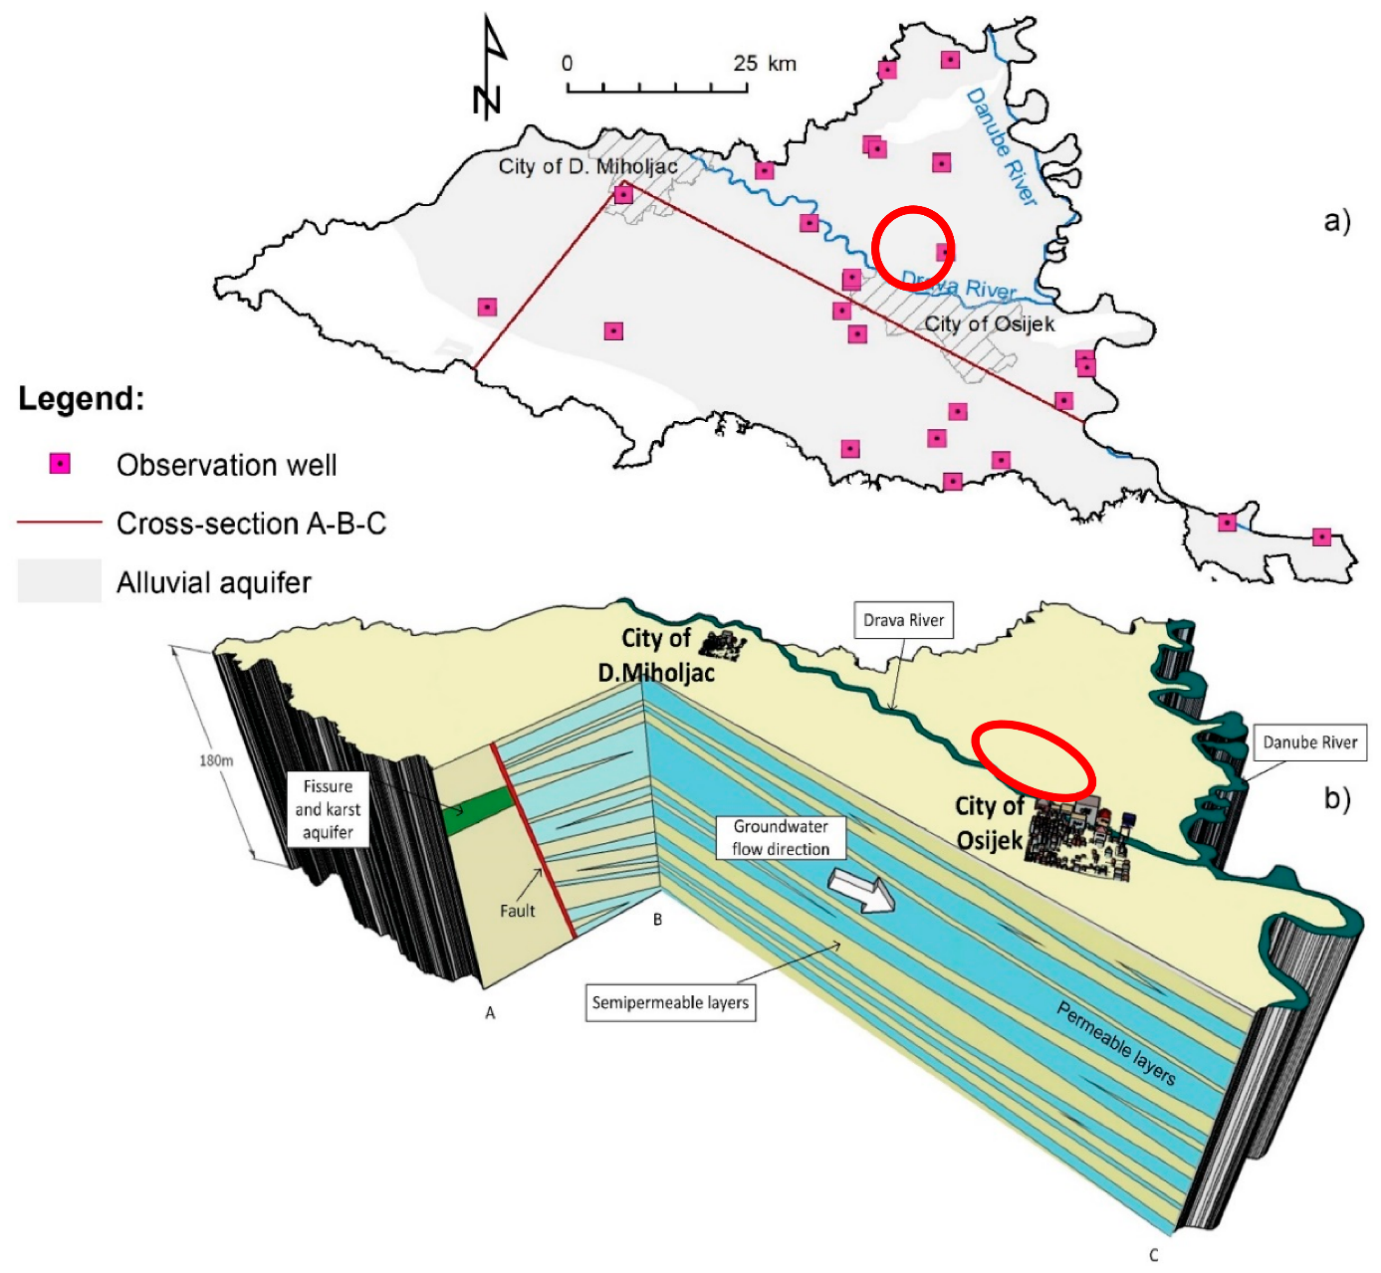 0 25 km
N
Danube River
City of D. Miholjac
a)
Drava River
City of Osijek
Legend:
Observation well
Cross-section A-B-C
Alluvial aquifer
Drava River
City of
D.Miholjac
180m
Danube River
Fissure
and karst
aquifer
b)
City of
Osijek
Groundwater
flow direction
Fault
B
Semipermeable layers
A
Permeable layers
C